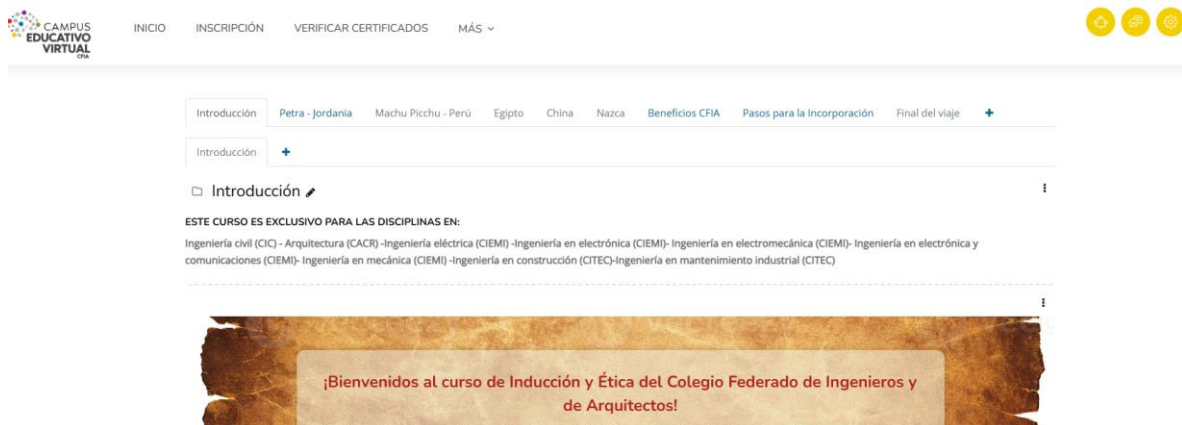 CAMPUS
EDUCATIVO
VIRTUAL
CFIA
INICIO INSCRIPCIÓN VERIFICAR CERTIFICADOS MÁS
Introducción Petra - Jordania Machu Picchu - Perú Egipto China Nazca Beneficios CFIA Pasos para la Incorporación Final del viaje +
Introducción +
Introducción
ESTE CURSO ES EXCLUSIVO PARA LAS DISCIPLINAS EN:
Ingeniería civil (CIC) - Arquitectura (CACR) -Ingeniería eléctrica (CIEMI) -Ingeniería en electrónica (CIEMI)- Ingeniería en electromecánica (CIEMI)- Ingeniería en electrónica y
comunicaciones (CIEMI)- Ingeniería en mecánica (CIEMI) -Ingeniería en construcción (CITEC)-Ingeniería en mantenimiento industrial (CITEC)
¡Bienvenidos al curso de Inducción y Ética del Colegio Federado de Ingenieros y
de Arquitectos!